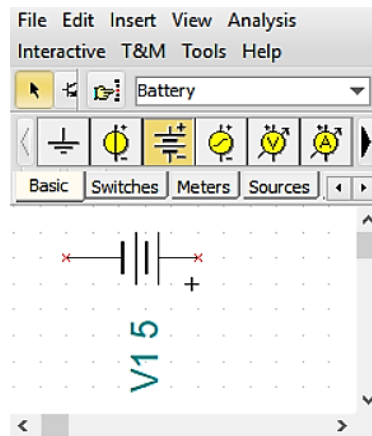 File Edit Insert View Analysis
Interactive T&M Tools Help
Battery
Basic Switches Meters Sources
+
V1 5